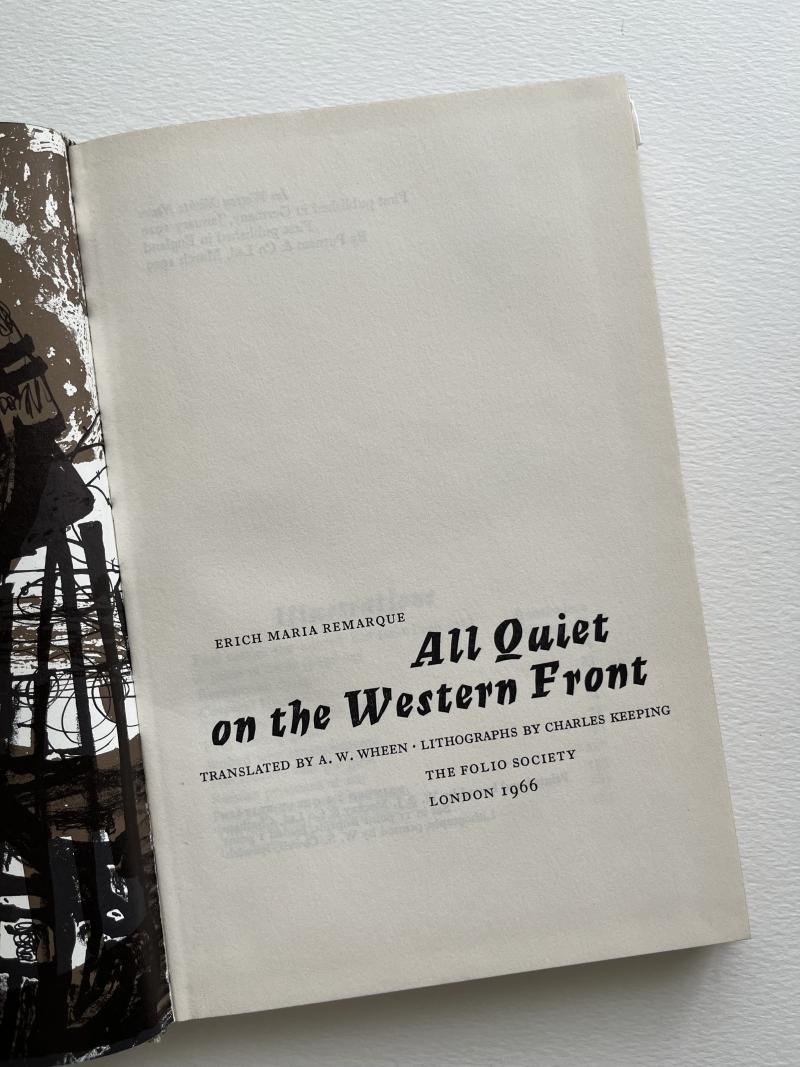 ERICH MARIA REMARQUE
All Quiet
on the Western Front
TRANSLATED BY A. W. WHEEN · LITHOGRAPHS BY CHARLES KEEPING
THE FOLIO SOCIETY
LONDON 1966